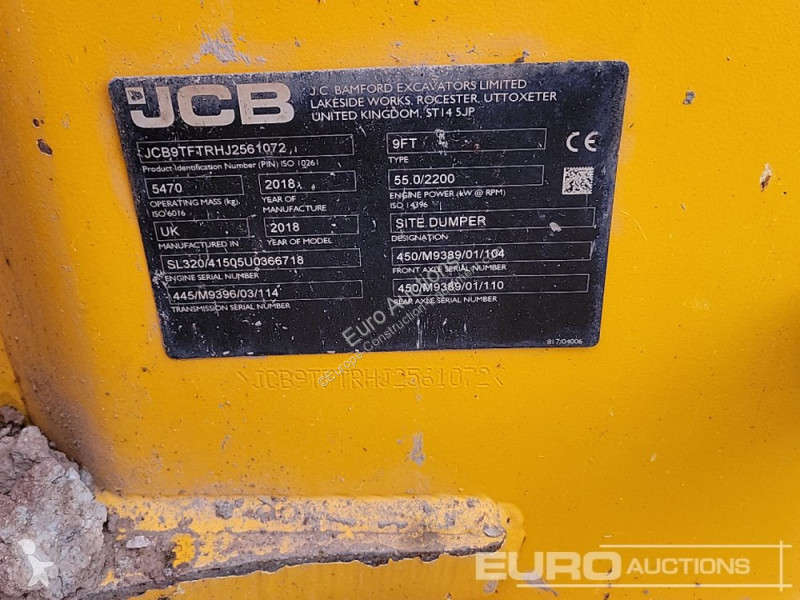 JCB
J.C. BAMFORD EXCAVATORS LIMITED
LAKESIDE WORKS, ROCESTER, UTTOXETER
UNITED KINGDOM, ST14 5JP
JCB9TFTRHJ2561072
Product Identification Number (PIN) ISO 10261
9FT
TYPE
5470
OPERATING MASS (kg)
ISO 6016
2018
YEAR OF
MANUFACTURE
55.0/2200
ENGINE POWER (kW @ RPM)
ISO 14396
UK
MANUFACTURED IN
2018
YEAR OF MODEL
SITE DUMPER
DESIGNATION
SL320/41505U0366718
ENGINE SERIAL NUMBER
450/M9389/01/104
FRONT AXLE SERIAL NUMBER
445/M9396/03/114
TRANSMISSION SERIAL NUMBER
450/M9389/01/110
REAR AXLE SERIAL NUMBER
817/04006
CE
JCB9TFTRHJ2561072
EURO AUCTIONS
www.euroauctions.com